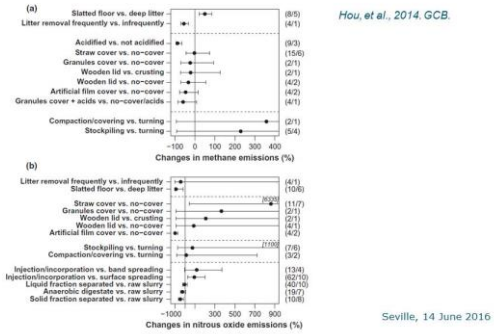 (a)
Hou, et al., 2014. GCB.
Slatted floor vs. deep litter (8/5)
Litter removal frequently vs. infrequently (4/1)
Acidified vs. not acidified (9/3)
Straw cover vs. no-cover (15/6)
Granules cover vs. no-cover (2/1)
Wooden lid vs. crusting (2/1)
Wooden lid vs. no-cover (4/2)
Artificial film cover vs. no-cover (4/2)
Granules cover + acids vs. no-cover/acids (4/1)
Compaction/covering vs. turning (2/1)
Stockpiling vs. turning (5/4)
−100 0 100 200 300 400
Changes in methane emissions (%)
(b)
Litter removal frequently vs. infrequently (4/1)
Slatted floor vs. deep litter (10/6)
Straw cover vs. no-cover (11/7)
Granules cover vs. no-cover (2/1)
Wooden lid vs. crusting (2/1)
Wooden lid vs. no-cover (4/1)
Artificial film cover vs. no-cover (4/2)
[1100]
Stockpiling vs. turning (7/6)
Compaction/covering vs. turning (3/2)
Injection/incorporation vs. band spreading (13/4)
Injection/incorporation vs. surface spreading (62/10)
Liquid fraction separated vs. raw slurry (40/10)
Anaerobic digestate vs. raw slurry (19/7)
Solid fraction separated vs. raw slurry (10/8)
−100 100 300 500 700 900
Changes in nitrous oxide emissions (%)
Seville, 14 June 2016